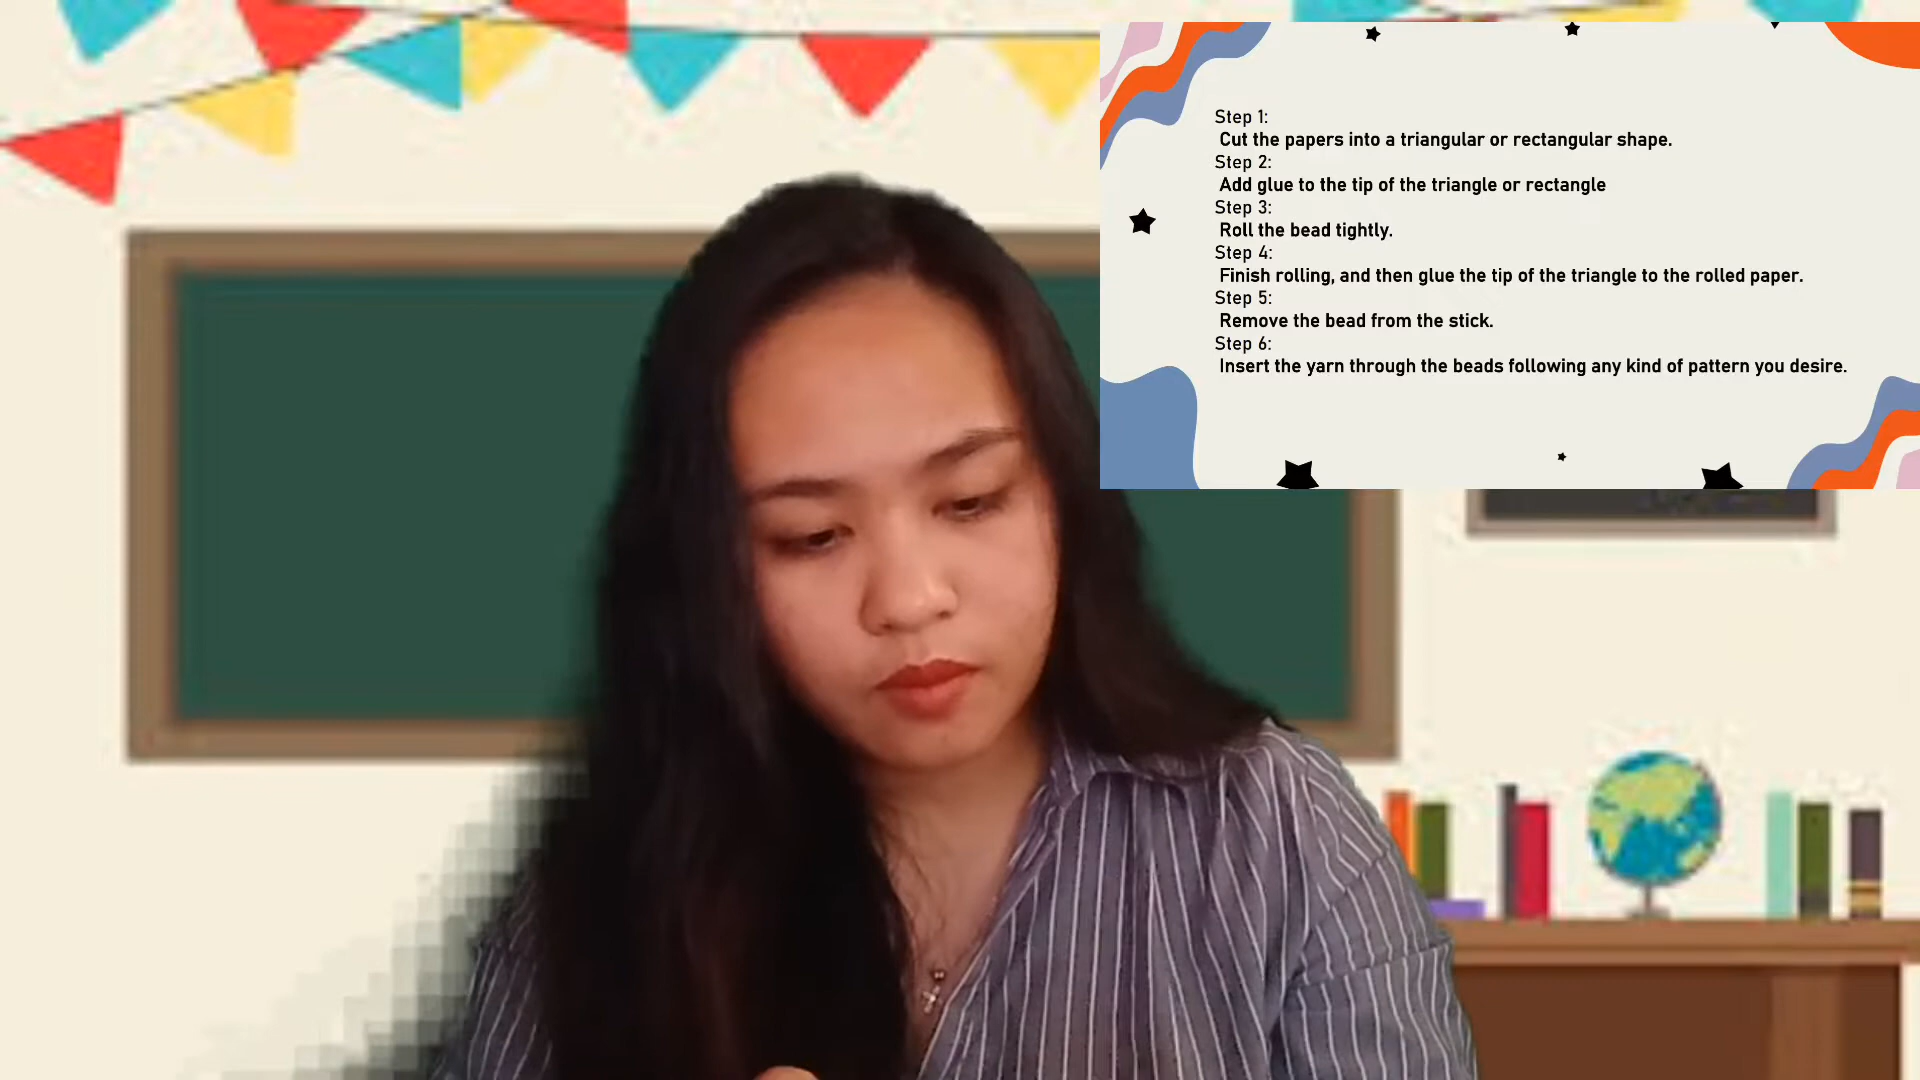 Step 1:
Cut the papers into a triangular or rectangular shape.
Step 2:
Add glue to the tip of the triangle or rectangle
Step 3:
Roll the bead tightly.
Step 4:
Finish rolling, and then glue the tip of the triangle to the rolled paper.
Step 5:
Remove the bead from the stick.
Step 6:
Insert the yarn through the beads following any kind of pattern you desire.